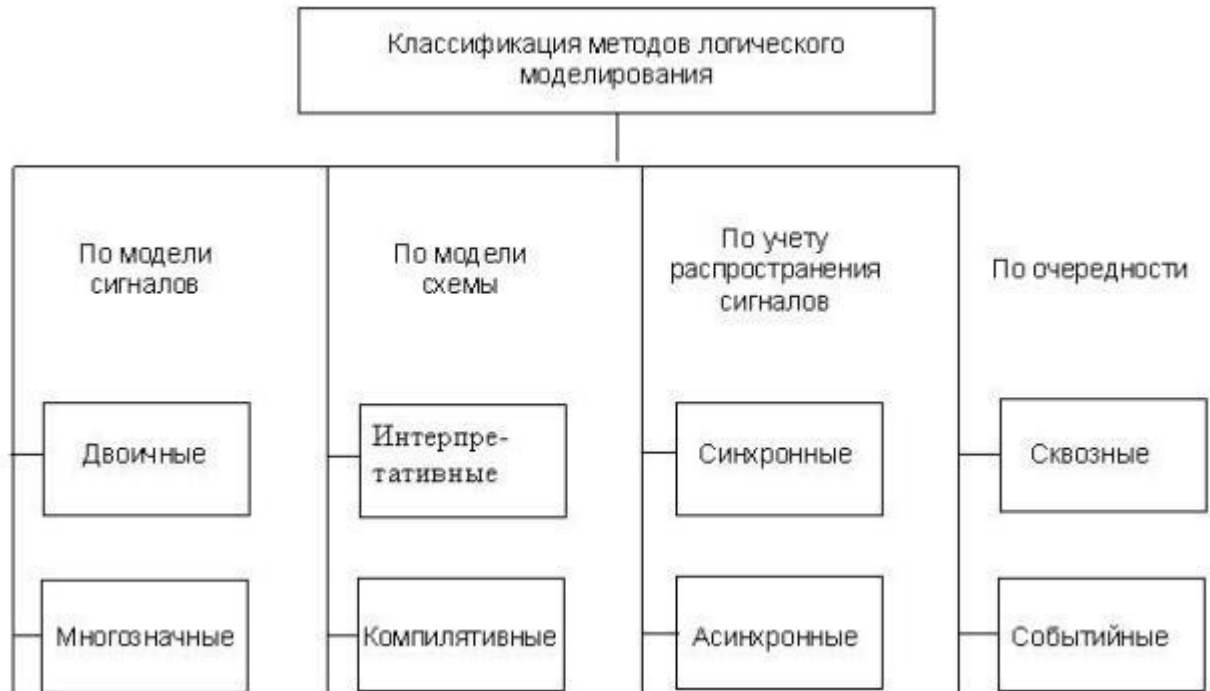 Классификация методов логического
моделирования
По модели
сигналов
По модели
схемы
По учету
распространения
сигналов
По очередности
Двоичные
Интерпре-
тативные
Синхронные
Сквозные
Многозначные
Компилятивные
Асинхронные
Событийные